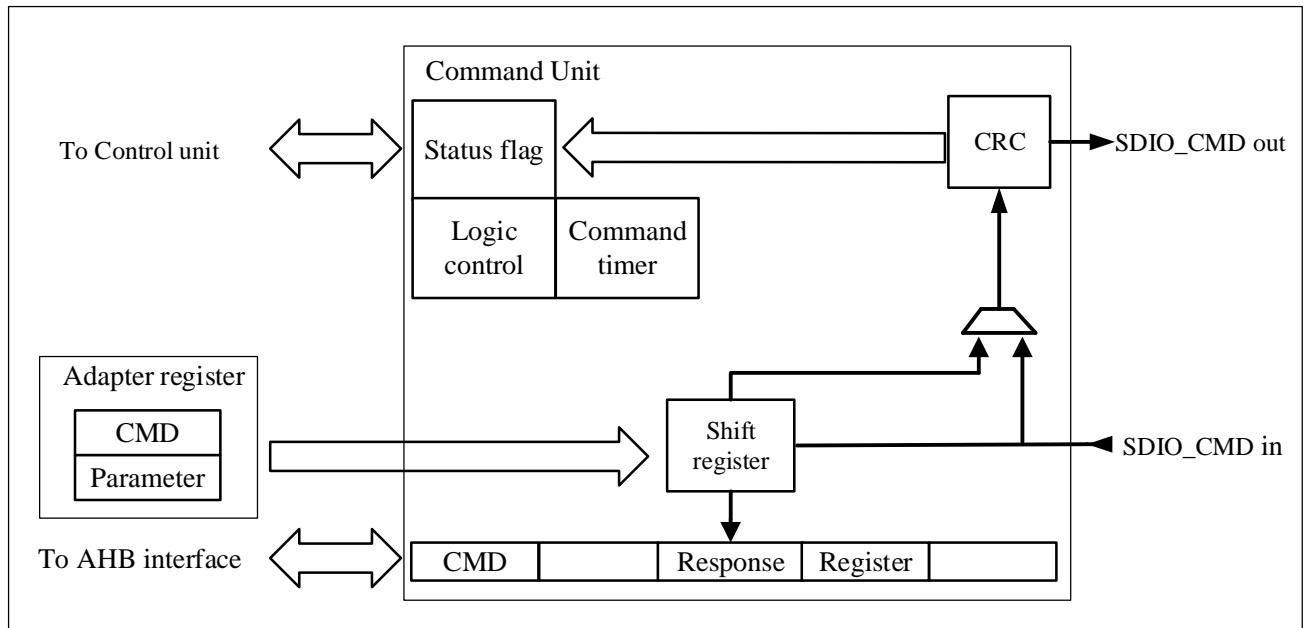 Command Unit
To Control unit
Status flag
CRC
SDIO_CMD out
Logic
control
Command
timer
Adapter register
CMD
Parameter
Shift
register
SDIO_CMD in
To AHB interface
CMD
Response
Register